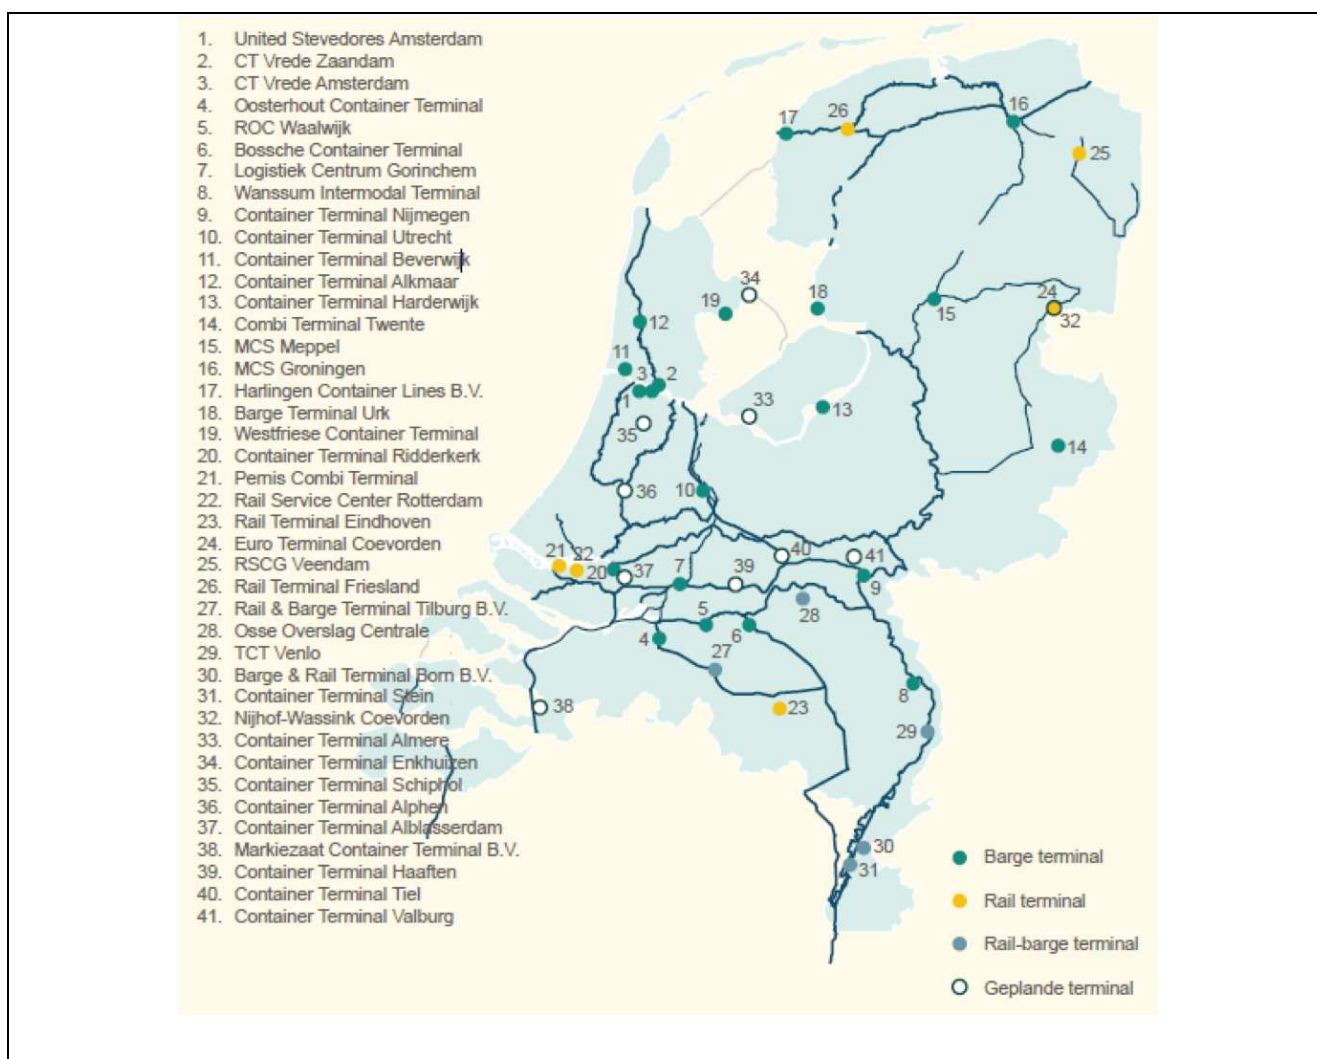 1. United Stevedores Amsterdam
2. CT Vrede Zaandam
3. CT Vrede Amsterdam
4. Oosterhout Container Terminal
5. ROC Waalwijk
6. Bossche Container Terminal
7. Logistiek Centrum Gorinchem
8. Wanssum Intermodal Terminal
9. Container Terminal Nijmegen
10. Container Terminal Utrecht
11. Container Terminal Beverwijk
12. Container Terminal Alkmaar
13. Container Terminal Harderwijk
14. Combi Terminal Twente
15. MCS Meppel
16. MCS Groningen
17. Harlingen Container Lines B.V.
18. Barge Terminal Urk
19. Westfriese Container Terminal
20. Container Terminal Ridderkerk
21. Pernis Combi Terminal
22. Rail Service Center Rotterdam
23. Rail Terminal Eindhoven
24. Euro Terminal Coevorden
25. RSCG Veendam
26. Rail Terminal Friesland
27. Rail & Barge Terminal Tilburg B.V.
28. Osse Overslag Centrale
29. TCT Venlo
30. Barge & Rail Terminal Born B.V.
31. Container Terminal Stein
32. Nijhof-Wassink Coevorden
33. Container Terminal Almere
34. Container Terminal Enkhuizen
35. Container Terminal Schiphol
36. Container Terminal Alphen
37. Container Terminal Alblasserdam
38. Markiezaat Container Terminal B.V.
39. Container Terminal Haaften
40. Container Terminal Tiel
41. Container Terminal Valburg
26
16
17
25
34
24
19
18
15
32
12
11
3
2
1
33
13
35
14
36
10
21
22
20
37
7
39
40
41
9
28
5
4
6
27
8
38
23
29
30
31
Barge terminal
Rail terminal
Rail-barge terminal
Geplande terminal